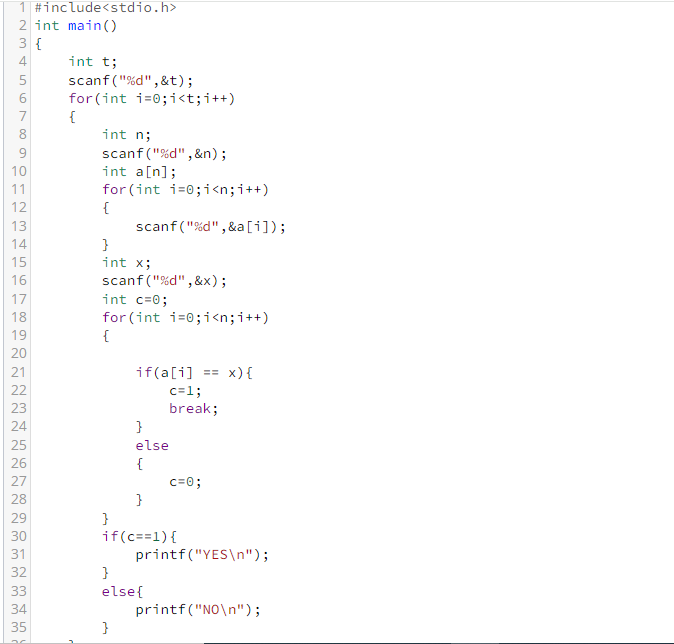 1 #include<stdio.h>
2 int main()
3 {
4     int t;
5     scanf("%d",&t);
6     for(int i=0;i<t;i++)
7     {
8         int n;
9         scanf("%d",&n);
10         int a[n];
11         for(int i=0;i<n;i++)
12         {
13             scanf("%d",&a[i]);
14         }
15         int x;
16         scanf("%d",&x);
17         int c=0;
18         for(int i=0;i<n;i++)
19         {
20
21             if(a[i] == x){
22                 c=1;
23                 break;
24             }
25             else
26             {
27                 c=0;
28             }
29         }
30         if(c==1){
31             printf("YES\n");
32         }
33         else{
34             printf("NO\n");
35         }